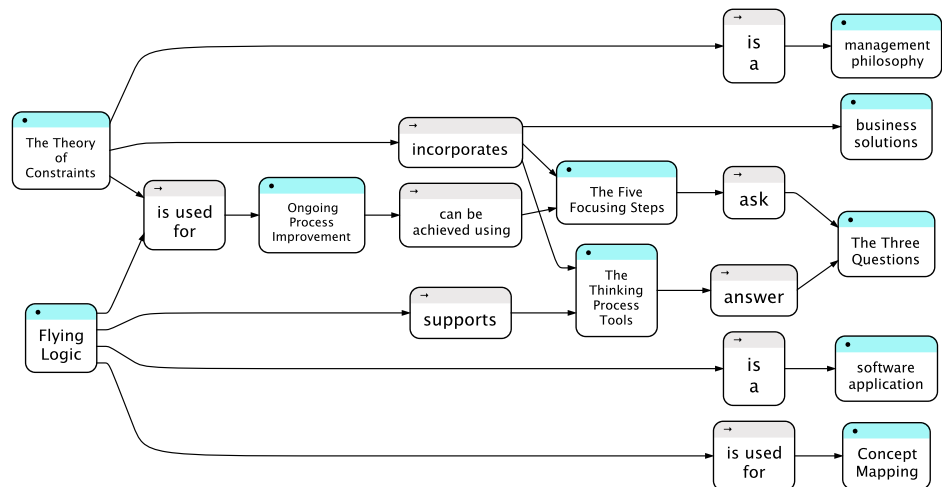 is
a
management
philosophy
business
solutions
The Theory
of
Constraints
incorporates
is used
for
Ongoing
Process
Improvement
can be
achieved using
The Five
Focusing Steps
ask
The Three
Questions
The
Thinking
Process
Tools
answer
Flying
Logic
supports
is
a
software
application
is used
for
Concept
Mapping